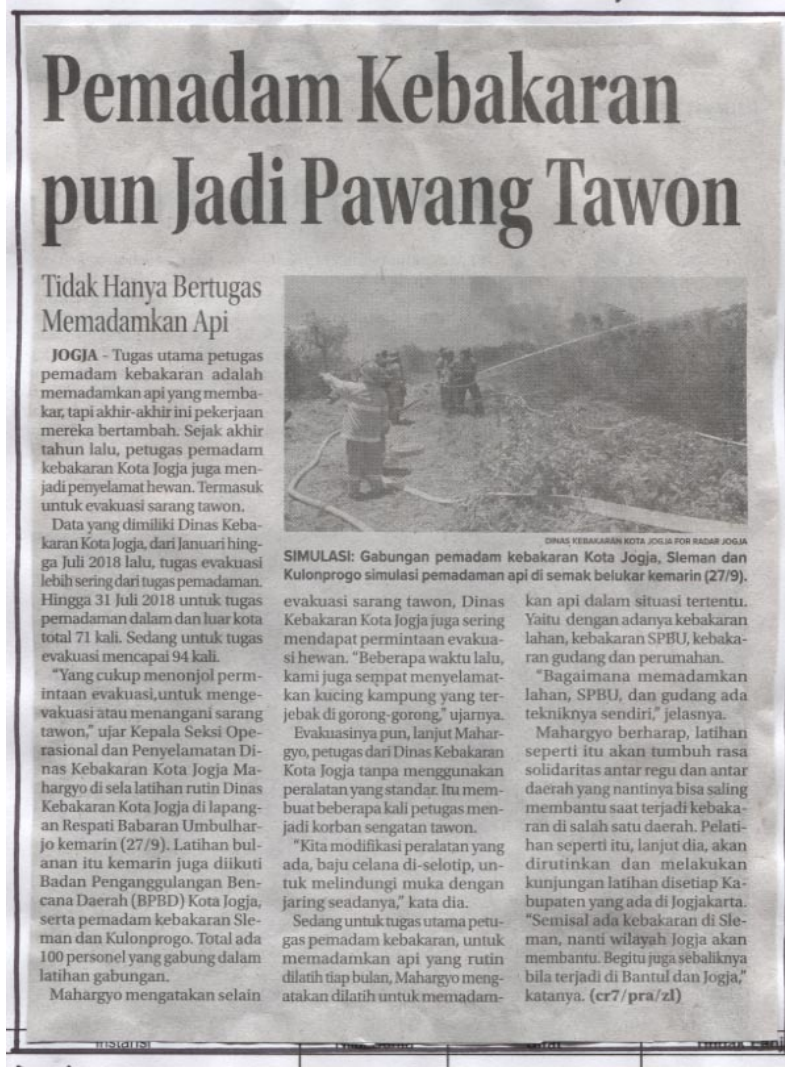 Pemadam Kebakaran
pun Jadi Pawang Tawon
Tidak Hanya Bertugas
Memadamkan Api
JOGJA - Tugas utama petugas
pemadam kebakaran adalah
memadamkan api yang memba-
kar, tapi akhir-akhir ini pekerjaan
mereka bertambah. Sejak akhir
tahun lalu, petugas pemadam
kebakaran Kota Jogja juga men-
jadi penyelamat hewan. Termasuk
untuk evakuasi sarang tawon.
Data yang dimiliki Dinas Keba-
karan Kota Jogja, dari Januari hing-
ga Juli 2018 lalu, tugas evakuasi
lebih sering dari tugas pemadaman.
Hingga 31 Juli 2018 untuk tugas
pemadaman dalam dan luar kota
total 71 kali. Sedang untuk tugas
evakuasi mencapai 94 kali.
"Yang cukup menonjol perm-
intaan evakuasi,untuk menge-
vakuasi atau menangani sarang
tawon," ujar Kepala Seksi Ope-
rasional dan Penyelamatan Di-
nas Kebakaran Kota Jogja Ma-
hargyo di sela latihan rutin Dinas
Kebakaran Kota Jogja di lapang-
an Respati Babaran Umbulhar-
jo kemarin (27/9). Latihan bul-
anan itu kemarin juga diikuti
Badan Penganggulangan Ben-
cana Daerah (BPBD) Kota Jogja,
serta pemadam kebakaran Sle-
man dan Kulonprogo. Total ada
100 personel yang gabung dalam
latihan gabungan.
Mahargyo mengatakan selain
DINAS KEBAKARAN KOTA JOGJA FOR RADAR JOGJA
SIMULASI: Gabungan pemadam kebakaran Kota Jogja, Sleman dan
Kulonprogo simulasi pemadaman api di semak belukar kemarin (27/9).
evakuasi sarang tawon, Dinas
Kebakaran Kota Jogja juga sering
mendapat permintaan evakua-
si hewan. "Beberapa waktu lalu,
kami juga sempat menyelamat-
kan kucing kampung yang ter-
jebak di gorong-gorong," ujarnya.
Evakuasinya pun, lanjut Mahar-
gyo, petugas dari Dinas Kebakaran
Kota Jogja tanpa menggunakan
peralatan yang standar. Itu mem-
buat beberapa kali petugas men-
jadi korban sengatan tawon.
"Kita modifikasi peralatan yang
ada, baju celana di-selotip, un-
tuk melindungi muka dengan
jaring seadanya," kata dia.
Sedang untuk tugas utama petu-
gas pemadam kebakaran, untuk
memadamkan api yang rutin
dilatih tiap bulan, Mahargyo meng-
atakan dilatih untuk memadam-
kan api dalam situasi tertentu.
Yaitu dengan adanya kebakaran
lahan, kebakaran SPBU, kebaka-
ran gudang dan perumahan.
"Bagaimana memadamkan
lahan, SPBU, dan gudang ada
tekniknya sendiri," jelasnya.
Mahargyo berharap, latihan
seperti itu akan tumbuh rasa
solidaritas antar regu dan antar
daerah yang nantinya bisa saling
membantu saat terjadi kebaka-
ran di salah satu daerah. Pelati-
han seperti itu, lanjut dia, akan
dirutinkan dan melakukan
kunjungan latihan disetiap Ka-
bupaten yang ada di Jogjakarta.
"Semisal ada kebakaran di Sle-
man, nanti wilayah Jogja akan
membantu. Begitu juga sebaliknya
bila terjadi di Bantul dan Jogja,"
katanya. (cr7/pra/zl)